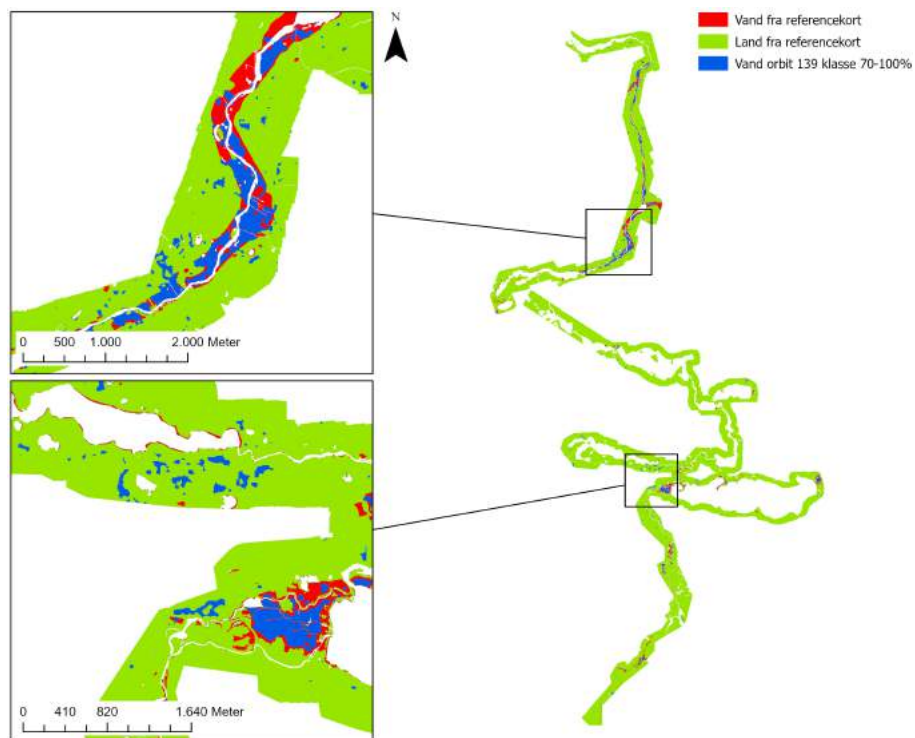 N
Vand fra referencekort
Land fra referencekort
Vand orbit 139 klasse 70-100%
0 500 1.000 2.000 Meter
0 410 820 1.640 Meter